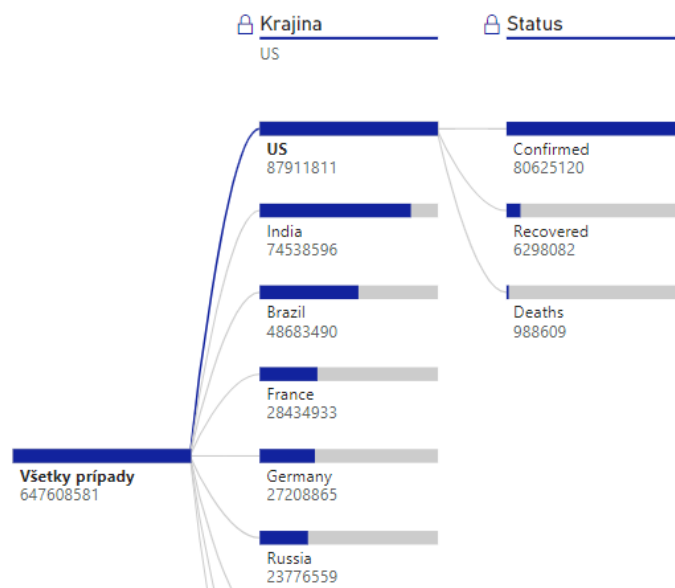 Krajina
US
Status
US
87911811
India
74538596
Brazil
48683490
France
28434933
Germany
27208865
Russia
23776559
Confirmed
80625120
Recovered
6298082
Deaths
988609
Všetky prípady
647608581